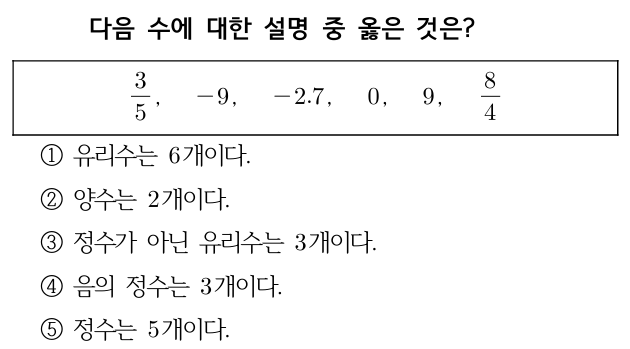 다음 수에 대한 설명 중 옳은 것은?
3/5, −9, −2.7, 0, 9, 8/4
① 유리수는 6개이다.
② 양수는 2개이다.
③ 정수가 아닌 유리수는 3개이다.
④ 음의 정수는 3개이다.
⑤ 정수는 5개이다.